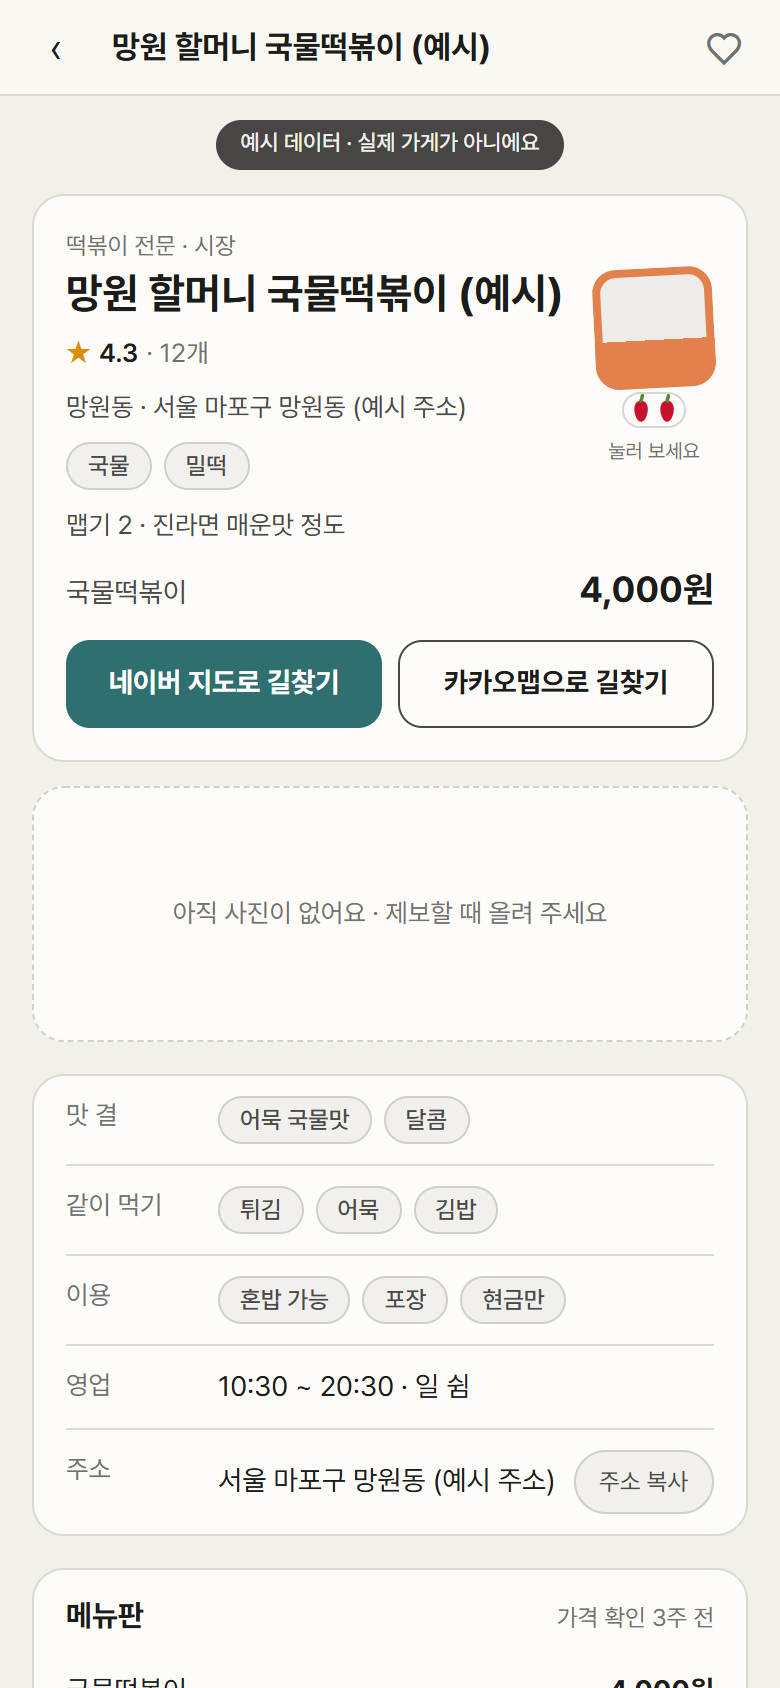 망원 할머니 국물떡볶이 (예시)
예시 데이터 · 실제 가게가 아니에요
떡볶이 전문 · 시장
망원 할머니 국물떡볶이 (예시)
★ 4.3 · 12개
망원동 · 서울 마포구 망원동 (예시 주소)
눌러 보세요
국물 밀떡
맵기 2 · 진라면 매운맛 정도
국물떡볶이 4,000원
네이버 지도로 길찾기 카카오맵으로 길찾기
아직 사진이 없어요 · 제보할 때 올려 주세요
맛 결 어묵 국물맛 달콤
같이 먹기 튀김 어묵 김밥
이용 혼밥 가능 포장 현금만
영업 10:30 ~ 20:30 · 일 쉼
주소 서울 마포구 망원동 (예시 주소) 주소 복사
메뉴판 가격 확인 3주 전
국물떡볶이 4,000원